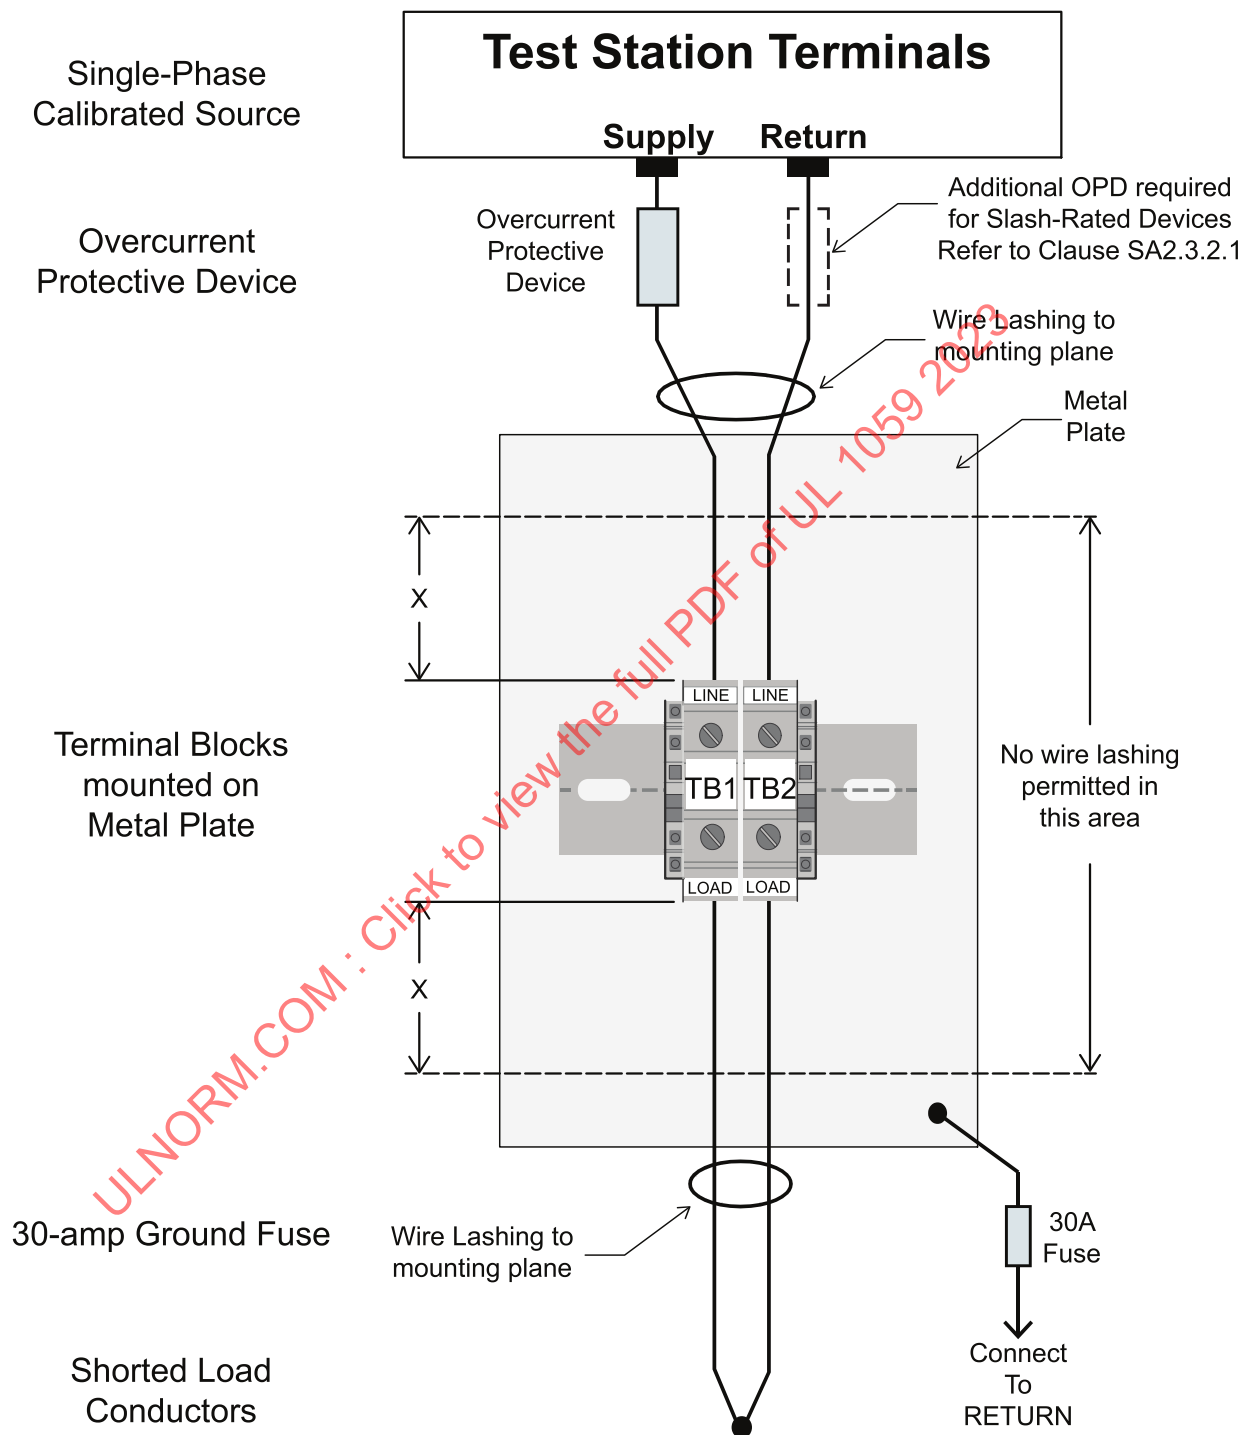 Test Station Terminals
Single-Phase
Calibrated Source
Supply Return
Additional OPD required
for Slash-Rated Devices
Refer to Clause SA2.3.2.1
Overcurrent
Protective Device
Overcurrent
Protective
Device
Wire Lashing to
mounting plane
Metal
Plate
X
LINE LINE
Terminal Blocks
mounted on
Metal Plate
TB1 TB2
No wire lashing
permitted in
this area
LOAD LOAD
X
ULNORM.COM : Click to view the full PDF of UL 1059 2023
30-amp Ground Fuse
Wire Lashing to
mounting plane
30A
Fuse
Connect
To
RETURN
Shorted Load
Conductors